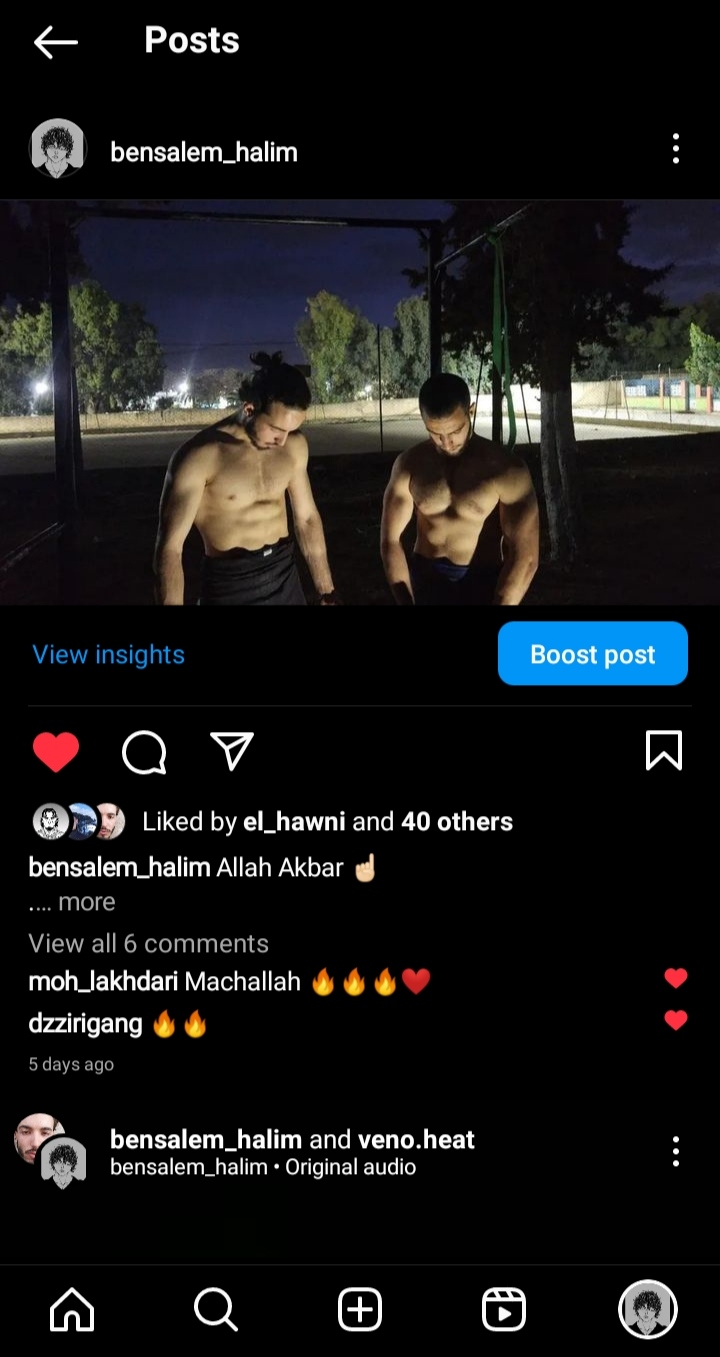 Posts
bensalem_halim
View insights
Boost post
Liked by el_hawni and 40 others
bensalem_halim Allah Akbar ☝🏼
.... more
View all 6 comments
moh_lakhdari Machallah 🔥🔥🔥❤️
dzzirigang 🔥🔥
5 days ago
bensalem_halim and veno.heat
bensalem_halim • Original audio